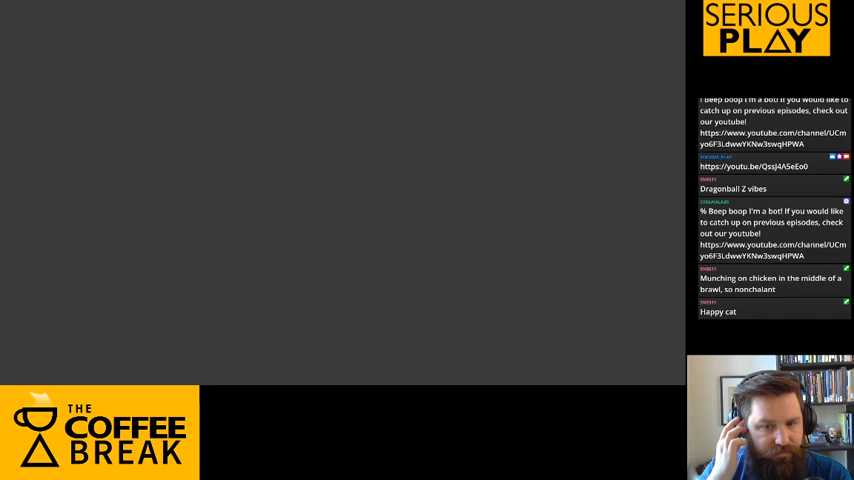 SERIOUS
PLAY
! Beep boop I'm a bot! If you would like to
catch up on previous episodes, check out
our youtube!
https://www.youtube.com/channel/UCm
yo6F3LdwwYKNw3swqHPWA
SERIOUS PLAY
https://youtu.be/QssJ4A5eEo0
Dragonball Z vibes
% Beep boop I'm a bot! If you would like
to catch up on previous episodes, check
out our youtube!
https://www.youtube.com/channel/UCm
yo6F3LdwwYKNw3swqHPWA
Munching on chicken in the middle of a
brawl, so nonchalant
Happy cat
THE
COFFEE
BREAK